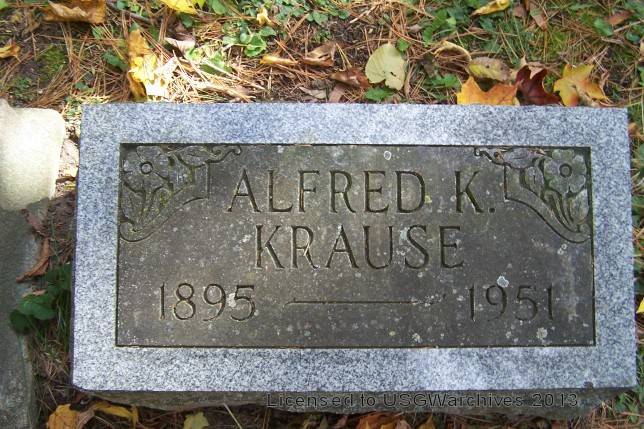 ALFRED K.
KRAUSE
1895 — 1951
Licensed to USGWarchives 2013